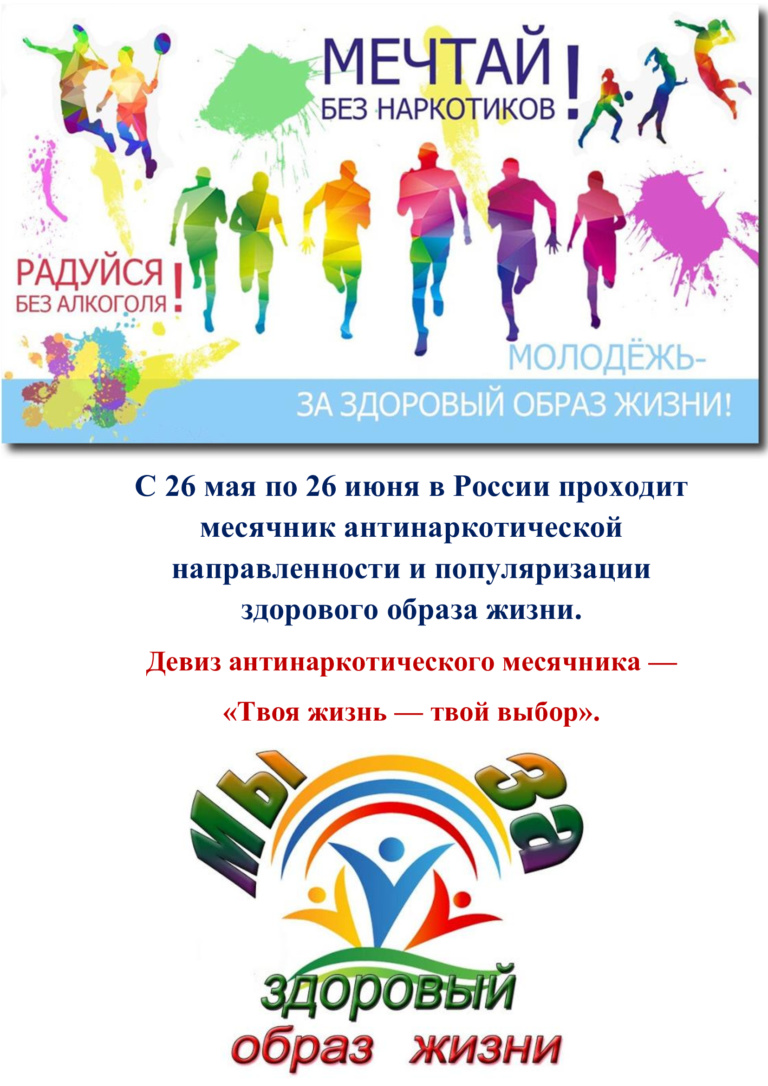 МЕЧТАЙ!
БЕЗ НАРКОТИКОВ
РАДУЙСЯ!
БЕЗ АЛКОГОЛЯ
МОЛОДЁЖЬ-
ЗА ЗДОРОВЫЙ ОБРАЗ ЖИЗНИ!
С 26 мая по 26 июня в России проходит
месячник антинаркотической
направленности и популяризации
здорового образа жизни.
Девиз антинаркотического месячника —
«Твоя жизнь — твой выбор».
Мы за
здоровый
образ жизни